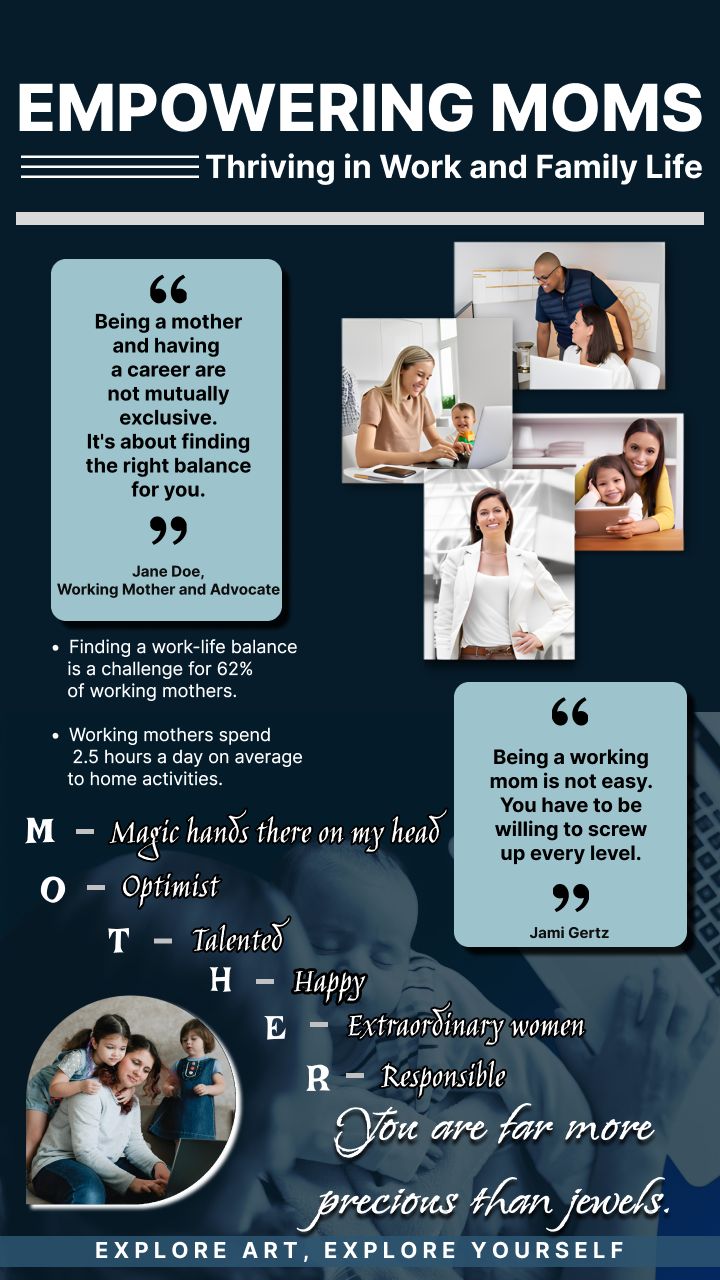 EMPOWERING MOMS
Thriving in Work and Family Life
“
Being a mother
and having
a career are
not mutually
exclusive.
It's about finding
the right balance
for you.
”
Jane Doe,
Working Mother and Advocate
• Finding a work-life balance
is a challenge for 62%
of working mothers.
• Working mothers spend
2.5 hours a day on average
to home activities.
“
Being a working
mom is not easy.
You have to be
willing to screw
up every level.
”
Jami Gertz
M – Magic hands there on my head
O – Optimist
T – Talented
H – Happy
E – Extraordinary women
R – Responsible
You are far more
precious than jewels.
EXPLORE ART, EXPLORE YOURSELF